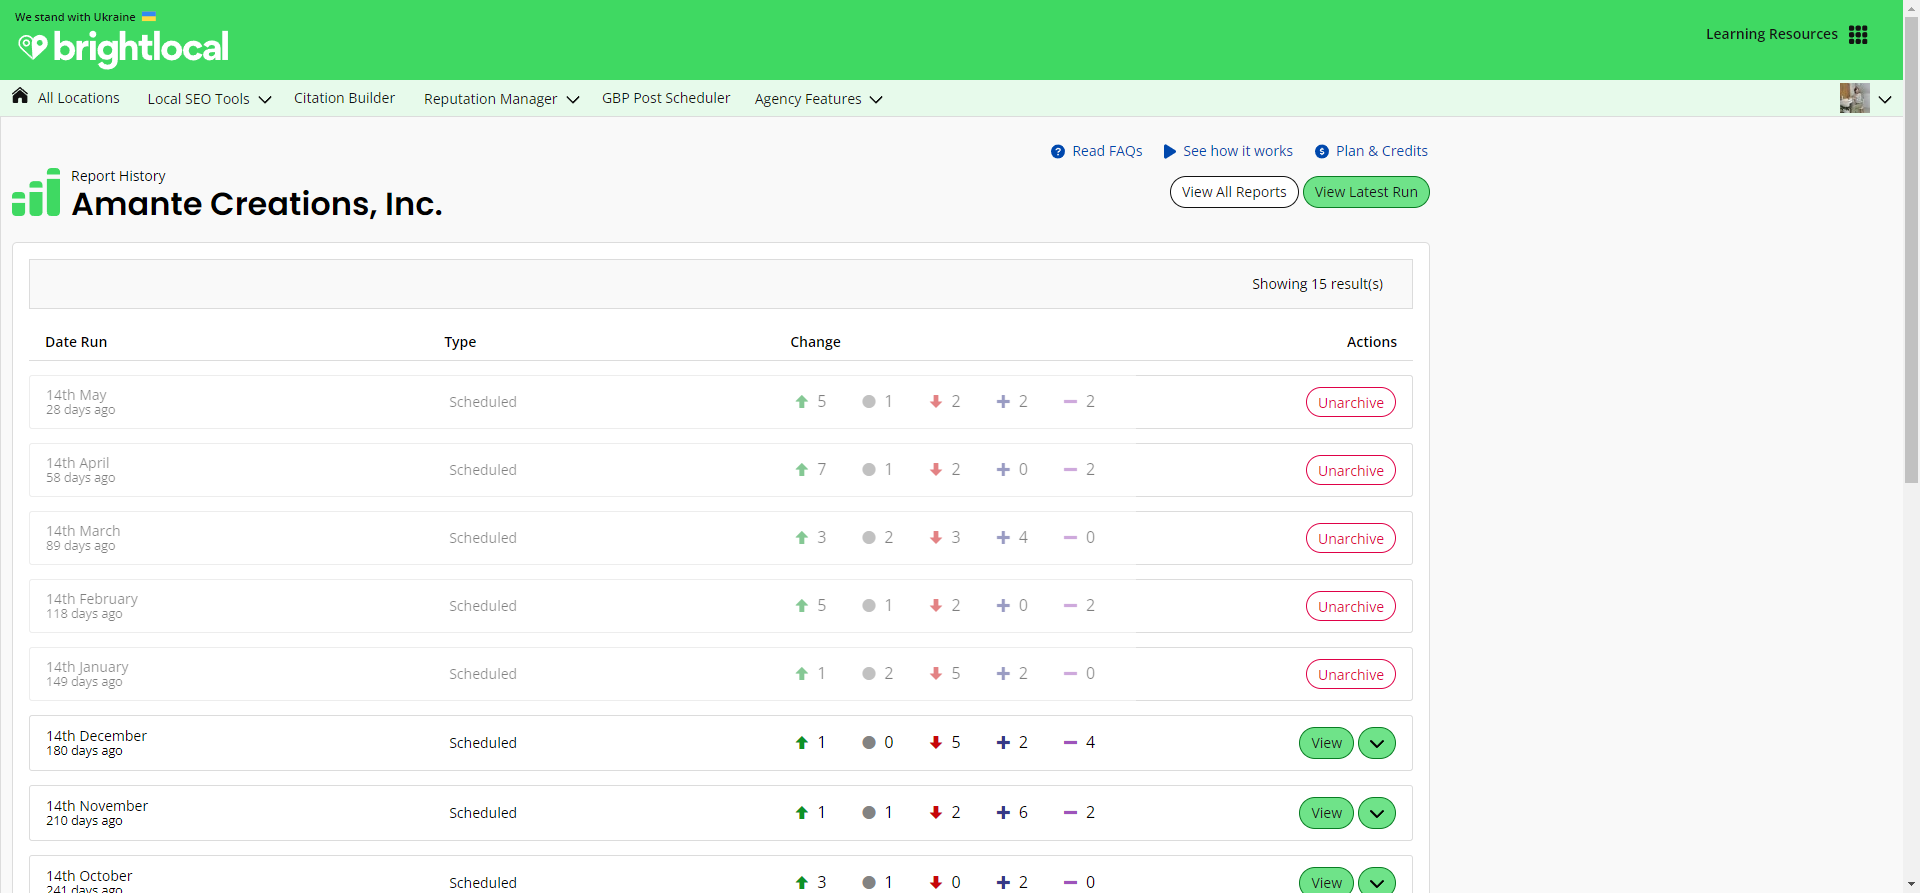 We stand with Ukraine
brightlocal
Learning Resources
All Locations Local SEO Tools Citation Builder Reputation Manager GBP Post Scheduler Agency Features
Read FAQs See how it works Plan & Credits
Report History
Amante Creations, Inc.
View All Reports View Latest Run
Showing 15 result(s)
Date Run Type Change Actions
14th May
28 days ago
Scheduled 5 1 2 2 2 Unarchive
14th April
58 days ago
Scheduled 7 1 2 0 2 Unarchive
14th March
89 days ago
Scheduled 3 2 3 4 0 Unarchive
14th February
118 days ago
Scheduled 5 1 2 0 2 Unarchive
14th January
149 days ago
Scheduled 1 2 5 2 0 Unarchive
14th December
180 days ago
Scheduled 1 0 5 2 4 View
14th November
210 days ago
Scheduled 1 1 2 6 2 View
14th October
241 days ago
Scheduled 3 1 0 2 0 View